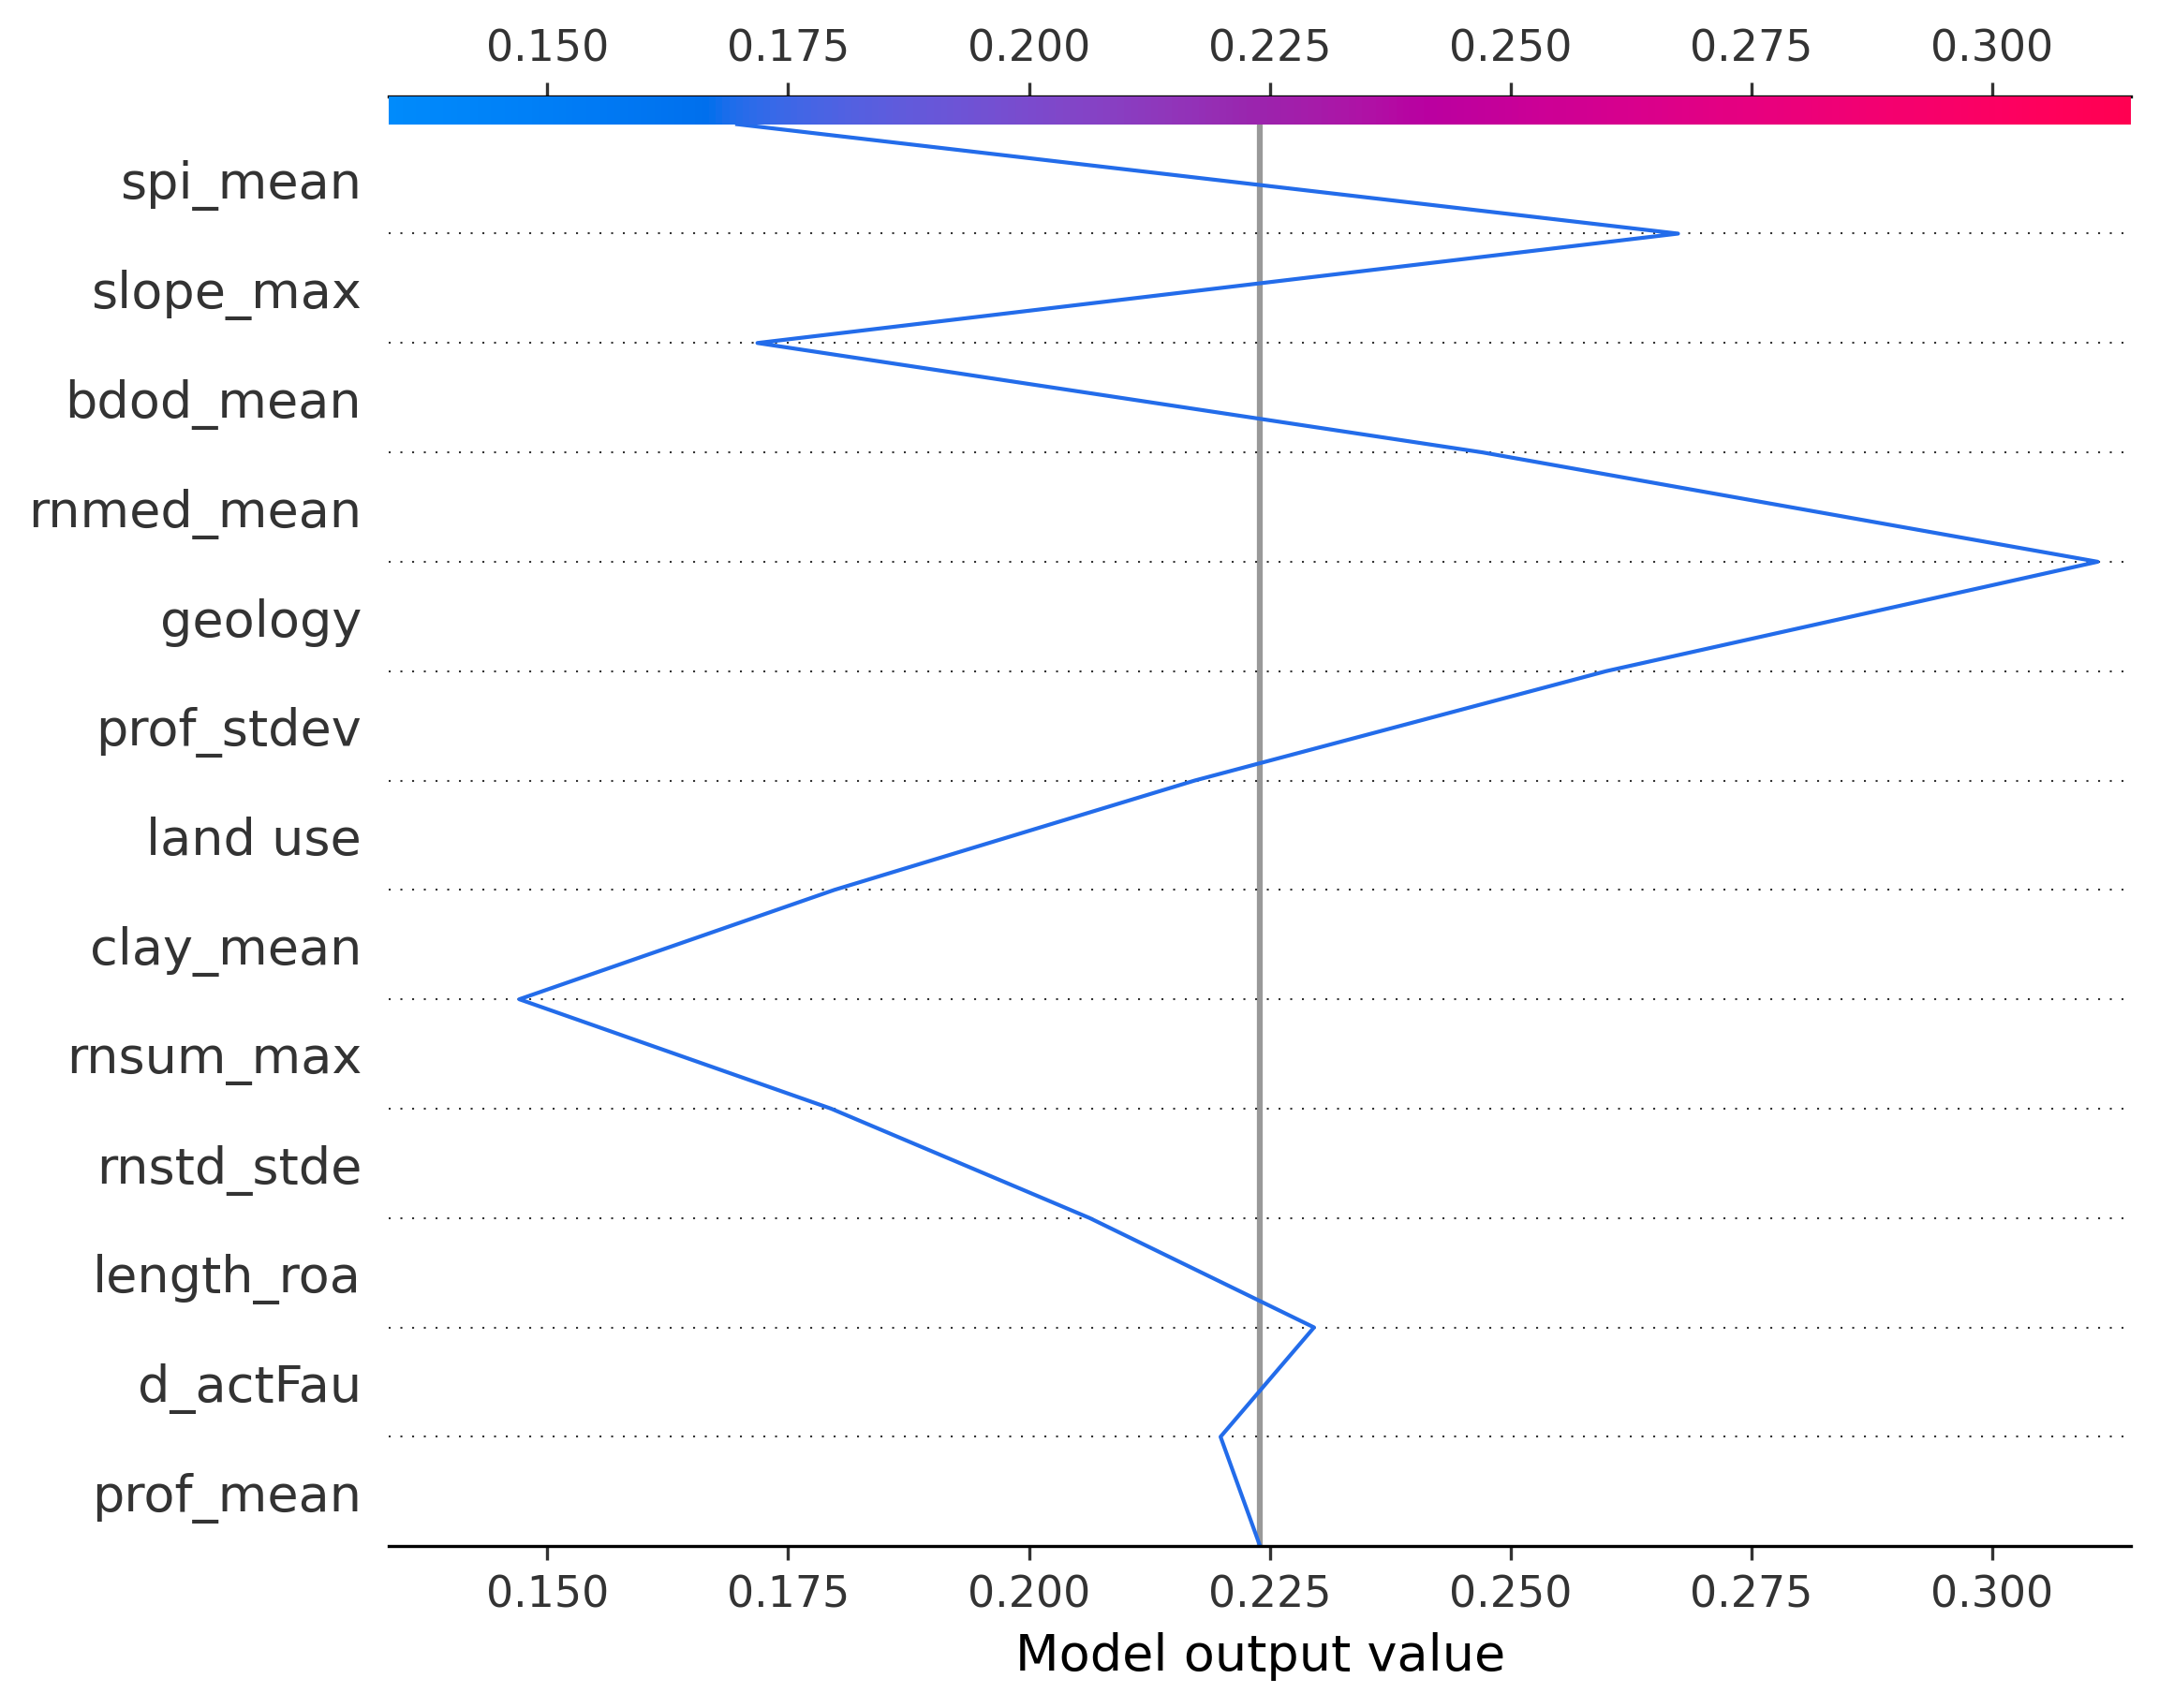 0.150 0.175 0.200 0.225 0.250 0.275 0.300
spi_mean
slope_max
bdod_mean
rnmed_mean
geology
prof_stdev
land use
clay_mean
rnsum_max
rnstd_stde
length_roa
d_actFau
prof_mean
0.150 0.175 0.200 0.225 0.250 0.275 0.300
Model output value